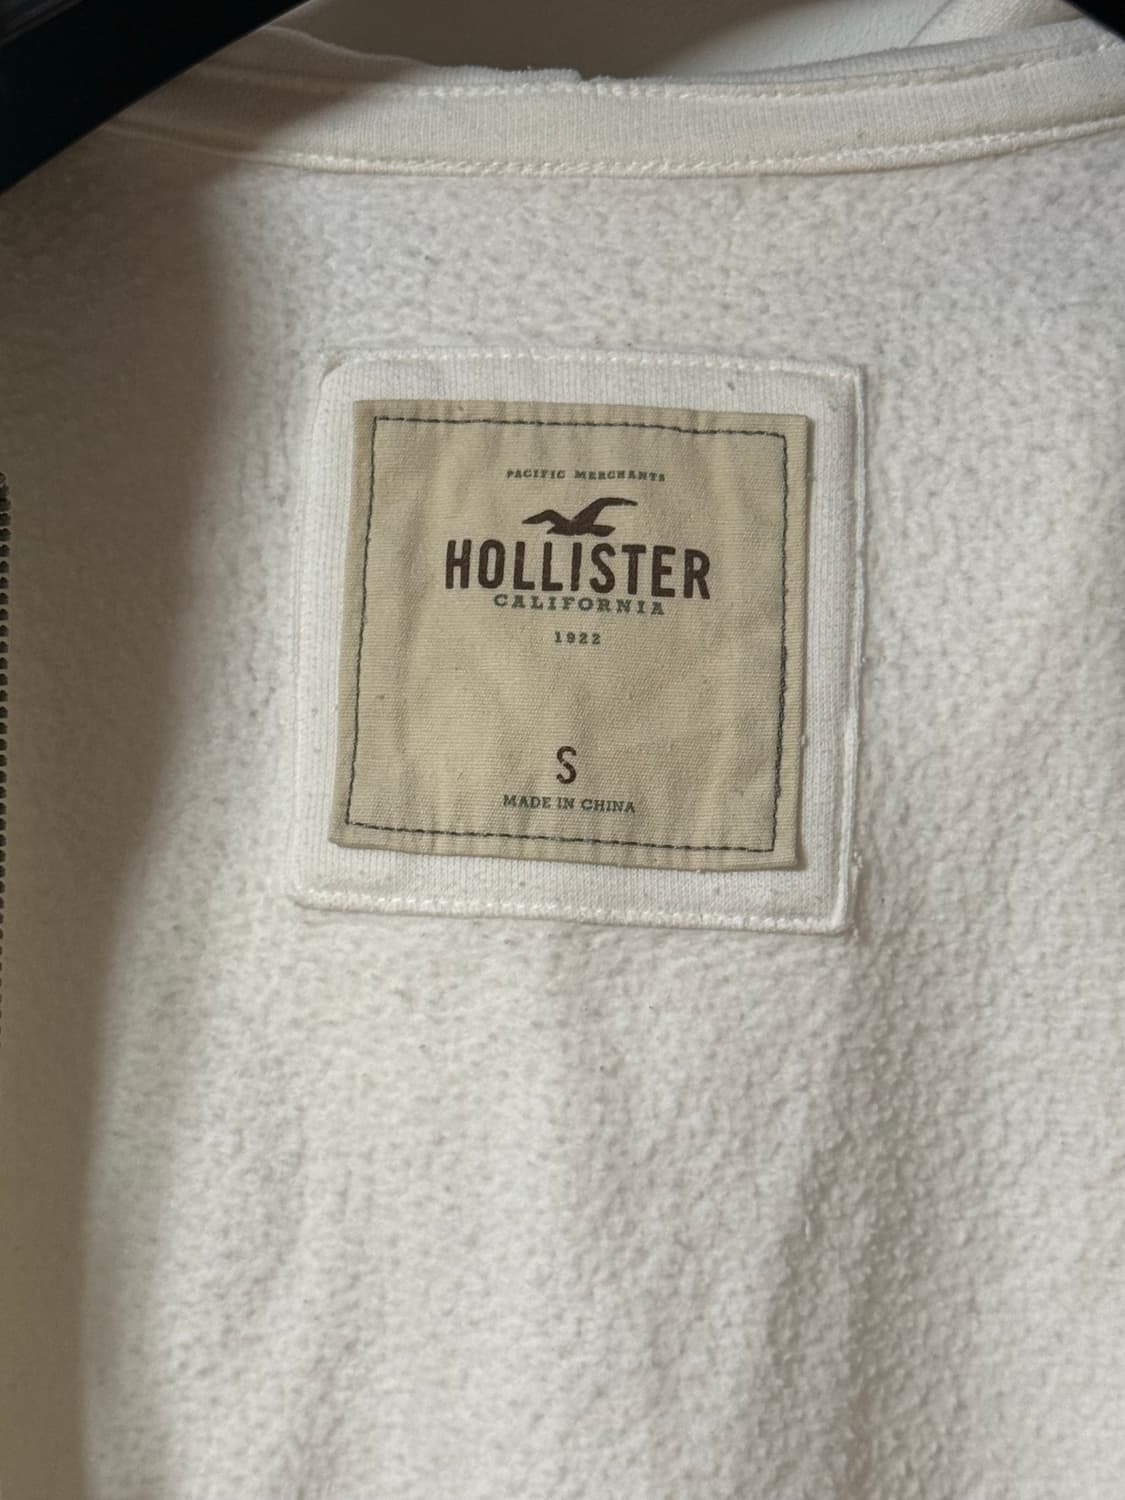 PACIFIC MERCHANTS
HOLLISTER
CALIFORNIA
1922
S
MADE IN CHINA